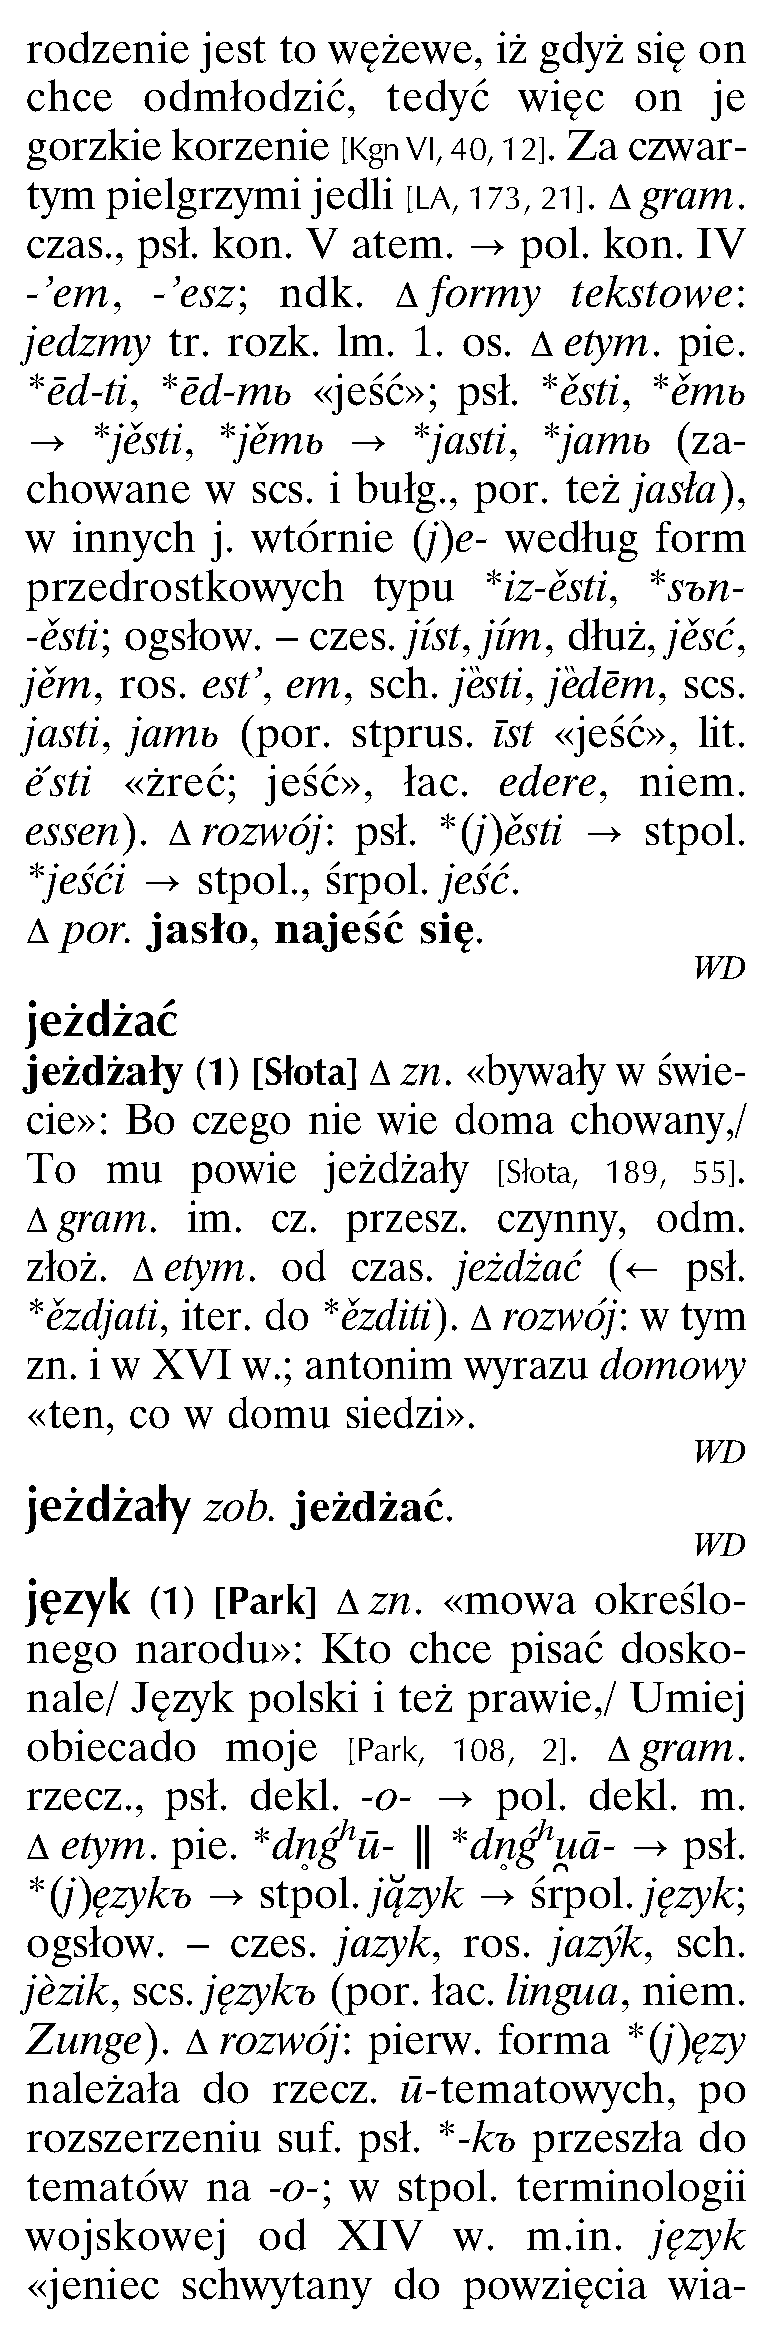 rodzenie jest to wężewe, iż gdyż się on
chce odmłodzić, tedyć więc on je
gorzkie korzenie [Kgn VI, 40, 12]. Za czwar-
tym pielgrzymi jedli [LA, 173, 21]. ∆ gram.
czas., psł. kon. V atem. → pol. kon. IV
-’em, -’esz; ndk. ∆ formy tekstowe:
jedzmy tr. rozk. lm. 1. os. ∆ etym. pie.
*ēd-ti, *ēd-mь «jeść»; psł. *ěsti, *ěmь
→ *jěsti, *jěmь → *jasti, *jamь (za-
chowane w scs. i bułg., por. też jasła),
w innych j. wtórnie (j)e- według form
przedrostkowych typu *iz-ěsti, *sъn-
-ěsti; ogsłow. – czes. jíst, jím, dłuż, jěsć,
jěm, ros. est’, em, sch. jȅsti, jȅdēm, scs.
jasti, jamь (por. stprus. īst «jeść», lit.
ė́sti «żreć; jeść», łac. edere, niem.
essen). ∆ rozwój: psł. *(j)ěsti → stpol.
*jeśći → stpol., śrpol. jeść.
∆ por. jasło, najeść się.
WD
jeżdżać
jeżdżały (1) [Słota] ∆ zn. «bywały w świe-
cie»: Bo czego nie wie doma chowany,/
To mu powie jeżdżały [Słota, 189, 55].
∆ gram. im. cz. przesz. czynny, odm.
złoż. ∆ etym. od czas. jeżdżać (← psł.
*ězdjati, iter. do *ězditi). ∆ rozwój: w tym
zn. i w XVI w.; antonim wyrazu domowy
«ten, co w domu siedzi».
WD
jeżdżały zob. jeżdżać.
WD
język (1) [Park] ∆ zn. «mowa określo-
nego narodu»: Kto chce pisać dosko-
nale/ Język polski i też prawie,/ Umiej
obiecado moje [Park, 108, 2]. ∆ gram.
rzecz., psł. dekl. -o- → pol. dekl. m.
∆ etym. pie. *dn̥ǵʰū- ‖ *dn̥ǵʰu̯ā- → psł.
*(j)ęzykъ → stpol. ją̆zyk → śrpol. język;
ogsłow. – czes. jazyk, ros. jazýk, sch.
jèzik, scs. językъ (por. łac. lingua, niem.
Zunge). ∆ rozwój: pierw. forma *(j)ęzy
należała do rzecz. ū-tematowych, po
rozszerzeniu suf. psł. *-kъ przeszła do
tematów na -o-; w stpol. terminologii
wojskowej od XIV w. m.in. język
«jeniec schwytany do powzięcia wia-